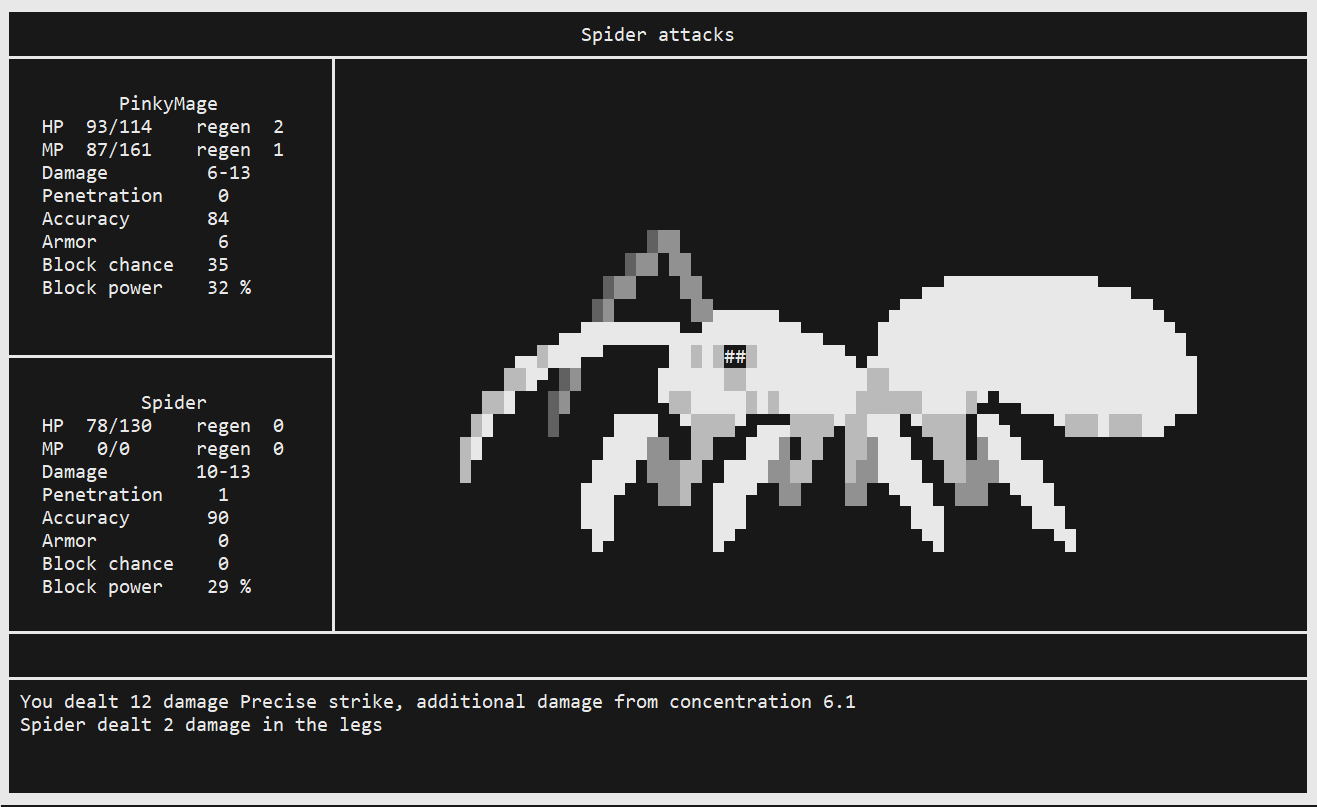 Spider attacks
PinkyMage
HP 93/114 regen 2
MP 87/161 regen 1
Damage 6-13
Penetration 0
Accuracy 84
Armor 6
Block chance 35
Block power 32 %
##
Spider
HP 78/130 regen 0
MP 0/0 regen 0
Damage 10-13
Penetration 1
Accuracy 90
Armor 0
Block chance 0
Block power 29 %
You dealt 12 damage Precise strike, additional damage from concentration 6.1
Spider dealt 2 damage in the legs